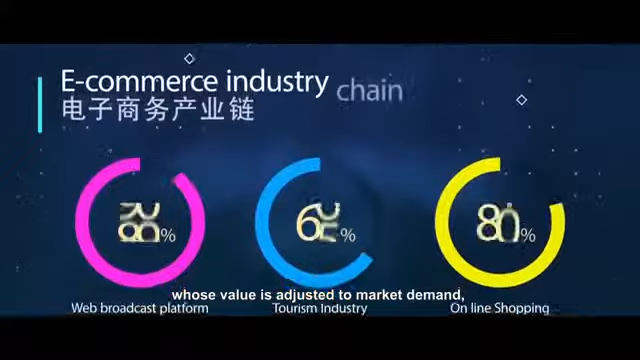 E-commerce industry chain
电子商务产业链
%
%
80%
whose value is adjusted to market demand,
Web broadcast platform
Tourism Industry
On line Shopping